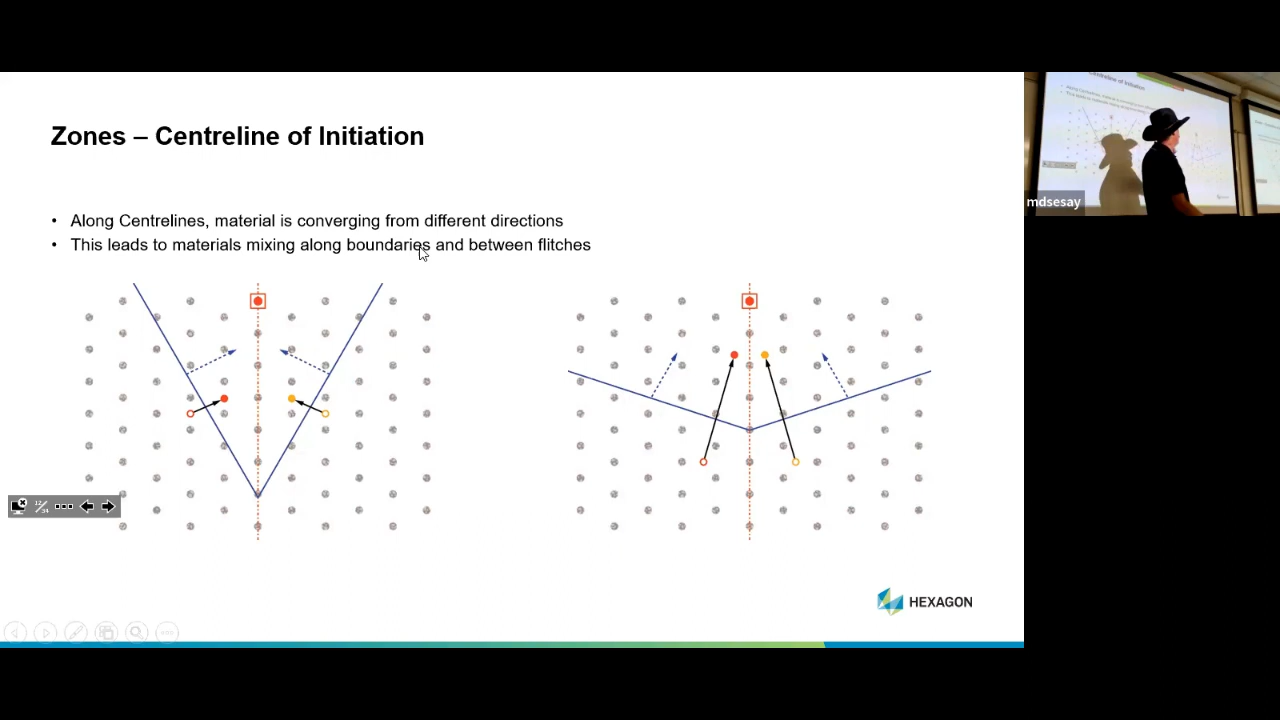 Zones – Centreline of Initiation
• Along Centrelines, material is converging from different directions
• This leads to materials mixing along boundaries and between flitches
HEXAGON
mdsesay